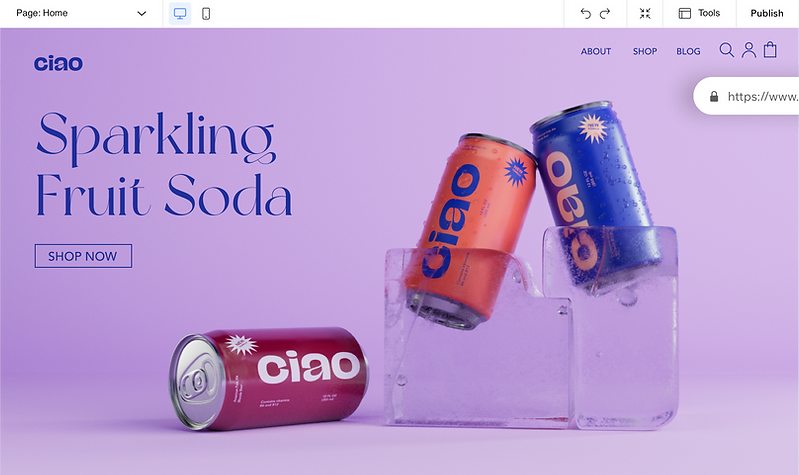 Page: Home
Tools
Publish
ciao
ABOUT
SHOP
BLOG
https://www.
Sparkling
Fruit Soda
SHOP NOW
ciao
ciao
ciao